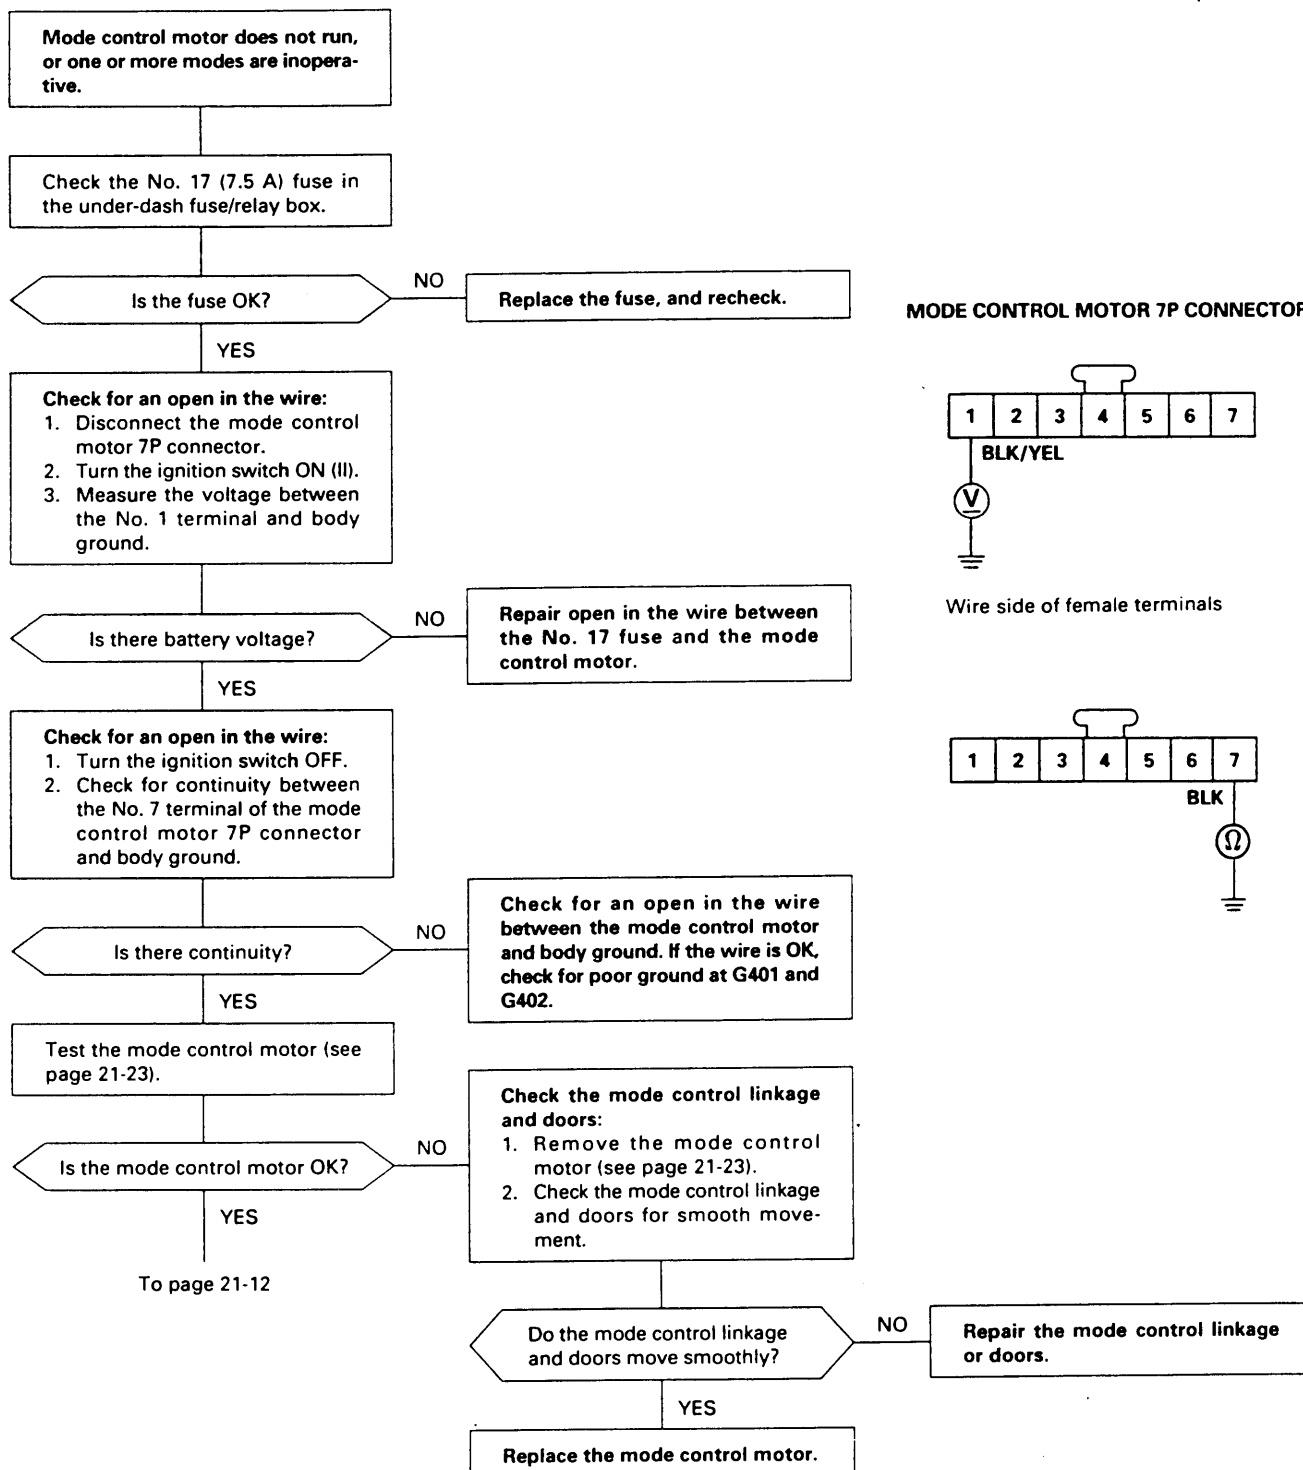 Mode control motor does not run,
or one or more modes are inopera-
tive.
Check the No. 17 (7.5 A) fuse in
the under-dash fuse/relay box.
Is the fuse OK?
NO
Replace the fuse, and recheck.
YES
MODE CONTROL MOTOR 7P CONNECTOR
Check for an open in the wire:
1. Disconnect the mode control
motor 7P connector.
2. Turn the ignition switch ON (II).
3. Measure the voltage between
the No. 1 terminal and body
ground.
1 2 3 4 5 6 7
BLK/YEL
V
Wire side of female terminals
Is there battery voltage?
NO
Repair open in the wire between
the No. 17 fuse and the mode
control motor.
YES
Check for an open in the wire:
1. Turn the ignition switch OFF.
2. Check for continuity between
the No. 7 terminal of the mode
control motor 7P connector
and body ground.
1 2 3 4 5 6 7
BLK
Ω
Is there continuity?
NO
Check for an open in the wire
between the mode control motor
and body ground. If the wire is OK,
check for poor ground at G401 and
G402.
YES
Test the mode control motor (see
page 21-23).
Is the mode control motor OK?
NO
Check the mode control linkage
and doors:
1. Remove the mode control
motor (see page 21-23).
2. Check the mode control linkage
and doors for smooth move-
ment.
YES
To page 21-12
Do the mode control linkage
and doors move smoothly?
NO
Repair the mode control linkage
or doors.
YES
Replace the mode control motor.